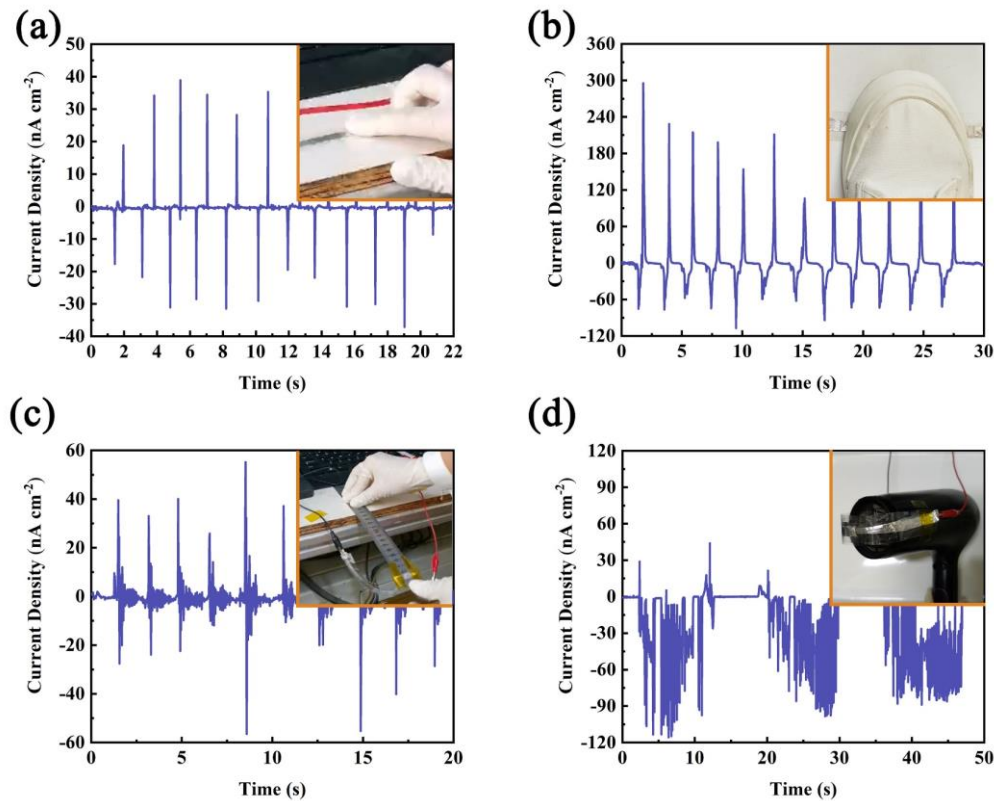 (a)
50
40
30
20
10
0
-10
-20
-30
-40
Current Density (nA cm-2)
0 2 4 6 8 10 12 14 16 18 20 22
Time (s)
(b)
360
300
240
180
120
60
0
-60
-120
Current Density (nA cm-2)
0 5 10 15 20 25 30
Time (s)
(c)
60
40
20
0
-20
-40
-60
Current Density (nA cm-2)
0 5 10 15 20
Time (s)
(d)
120
90
60
30
0
-30
-60
-90
-120
Current Density (nA cm-2)
0 10 20 30 40 50
Time (s)